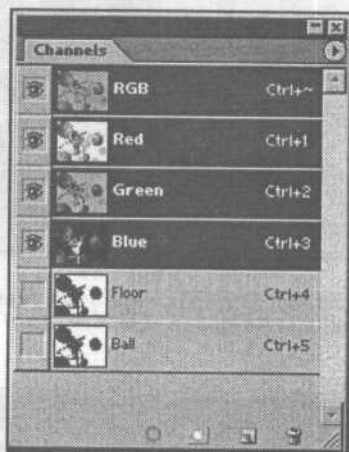 Channels
RGB Ctrl+~
Red Ctrl+1
Green Ctrl+2
Blue Ctrl+3
Floor Ctrl+4
Ball Ctrl+5